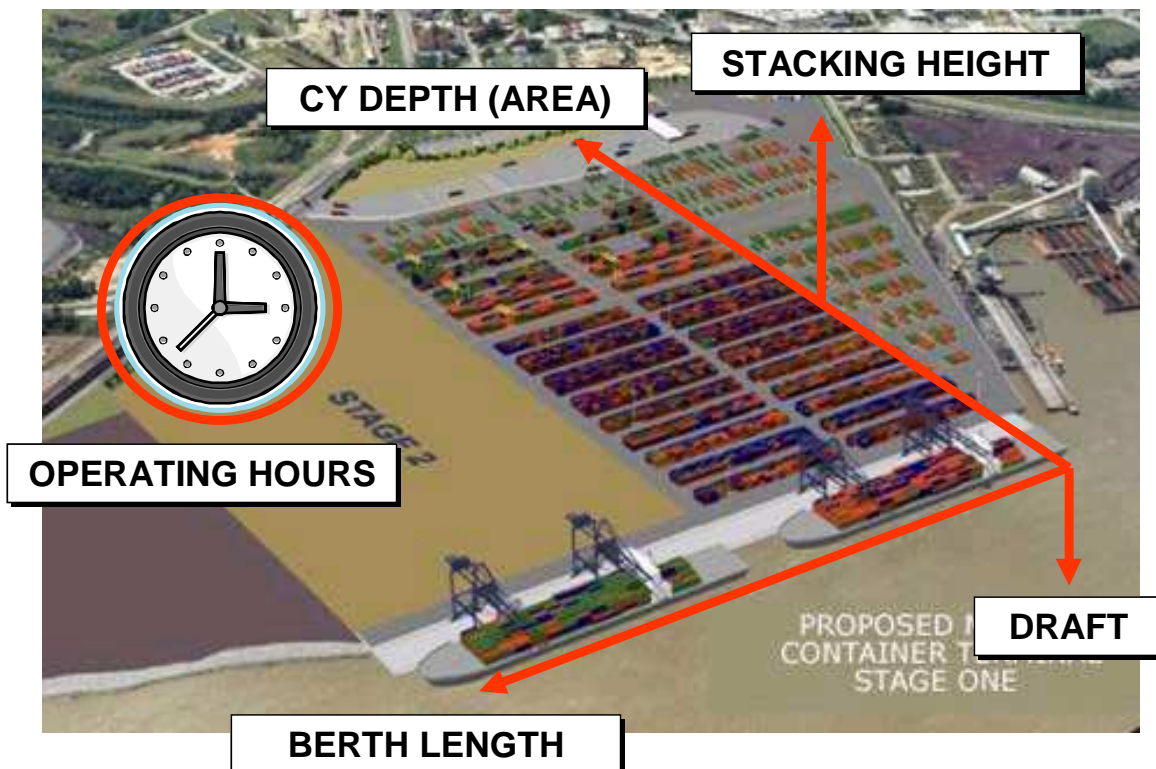 STACKING HEIGHT
CY DEPTH (AREA)
STAGE 2
OPERATING HOURS
DRAFT
PROPOSED
CONTAINER
STAGE ONE
BERTH LENGTH